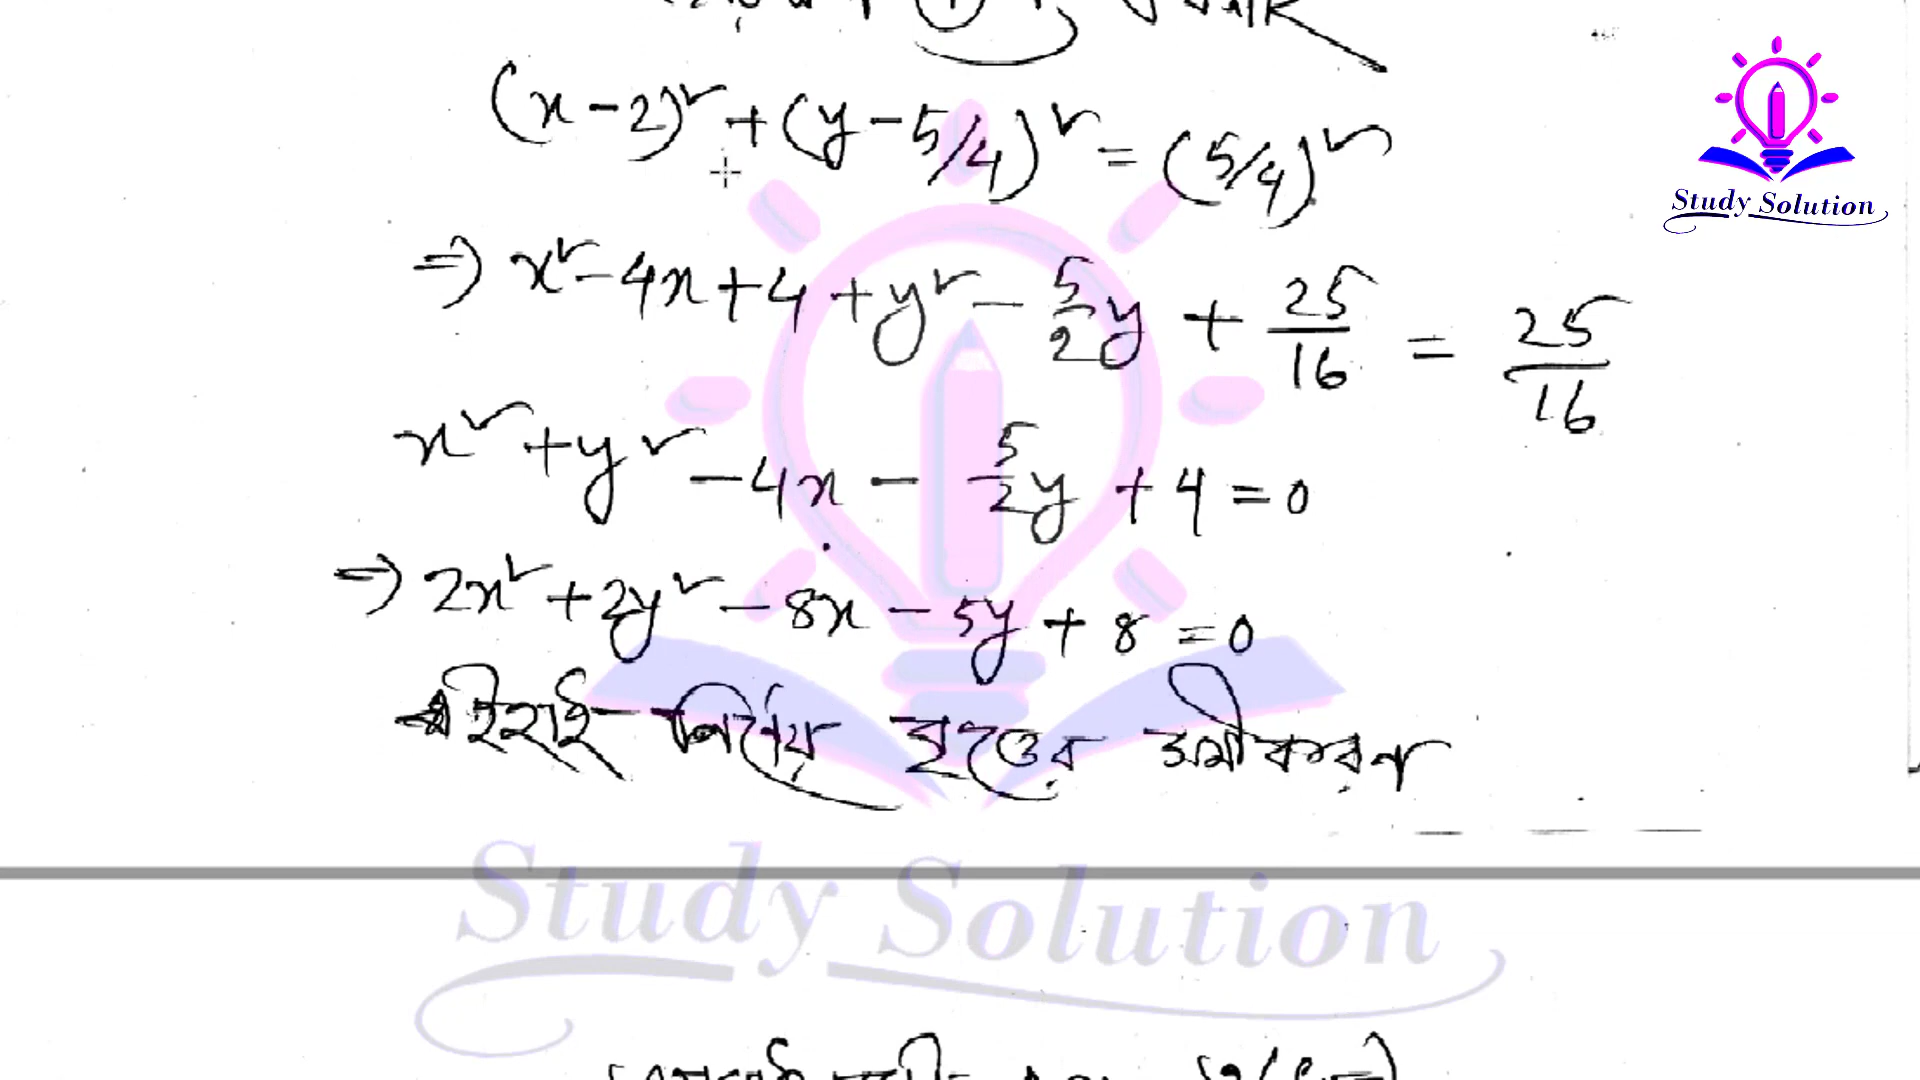 (x-2)² + (y-5/4)² = (5/4)²
Study Solution
⇒ x²-4x+4+y² - 5/2 y + 25/16 = 25/16
x² + y² - 4x - 5/2 y + 4 = 0
⇒ 2x² + 2y² - 8x - 5y + 8 = 0
ইহাই নির্ণেয় বৃত্তের সমীকরণ
Study Solution